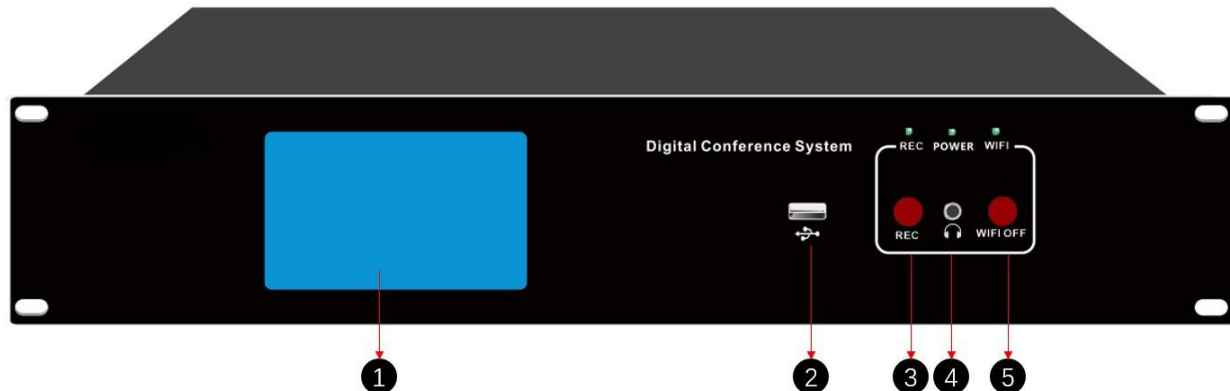 Digital Conference System
REC POWER WIFI
REC
WIFI OFF
1
2
3
4
5